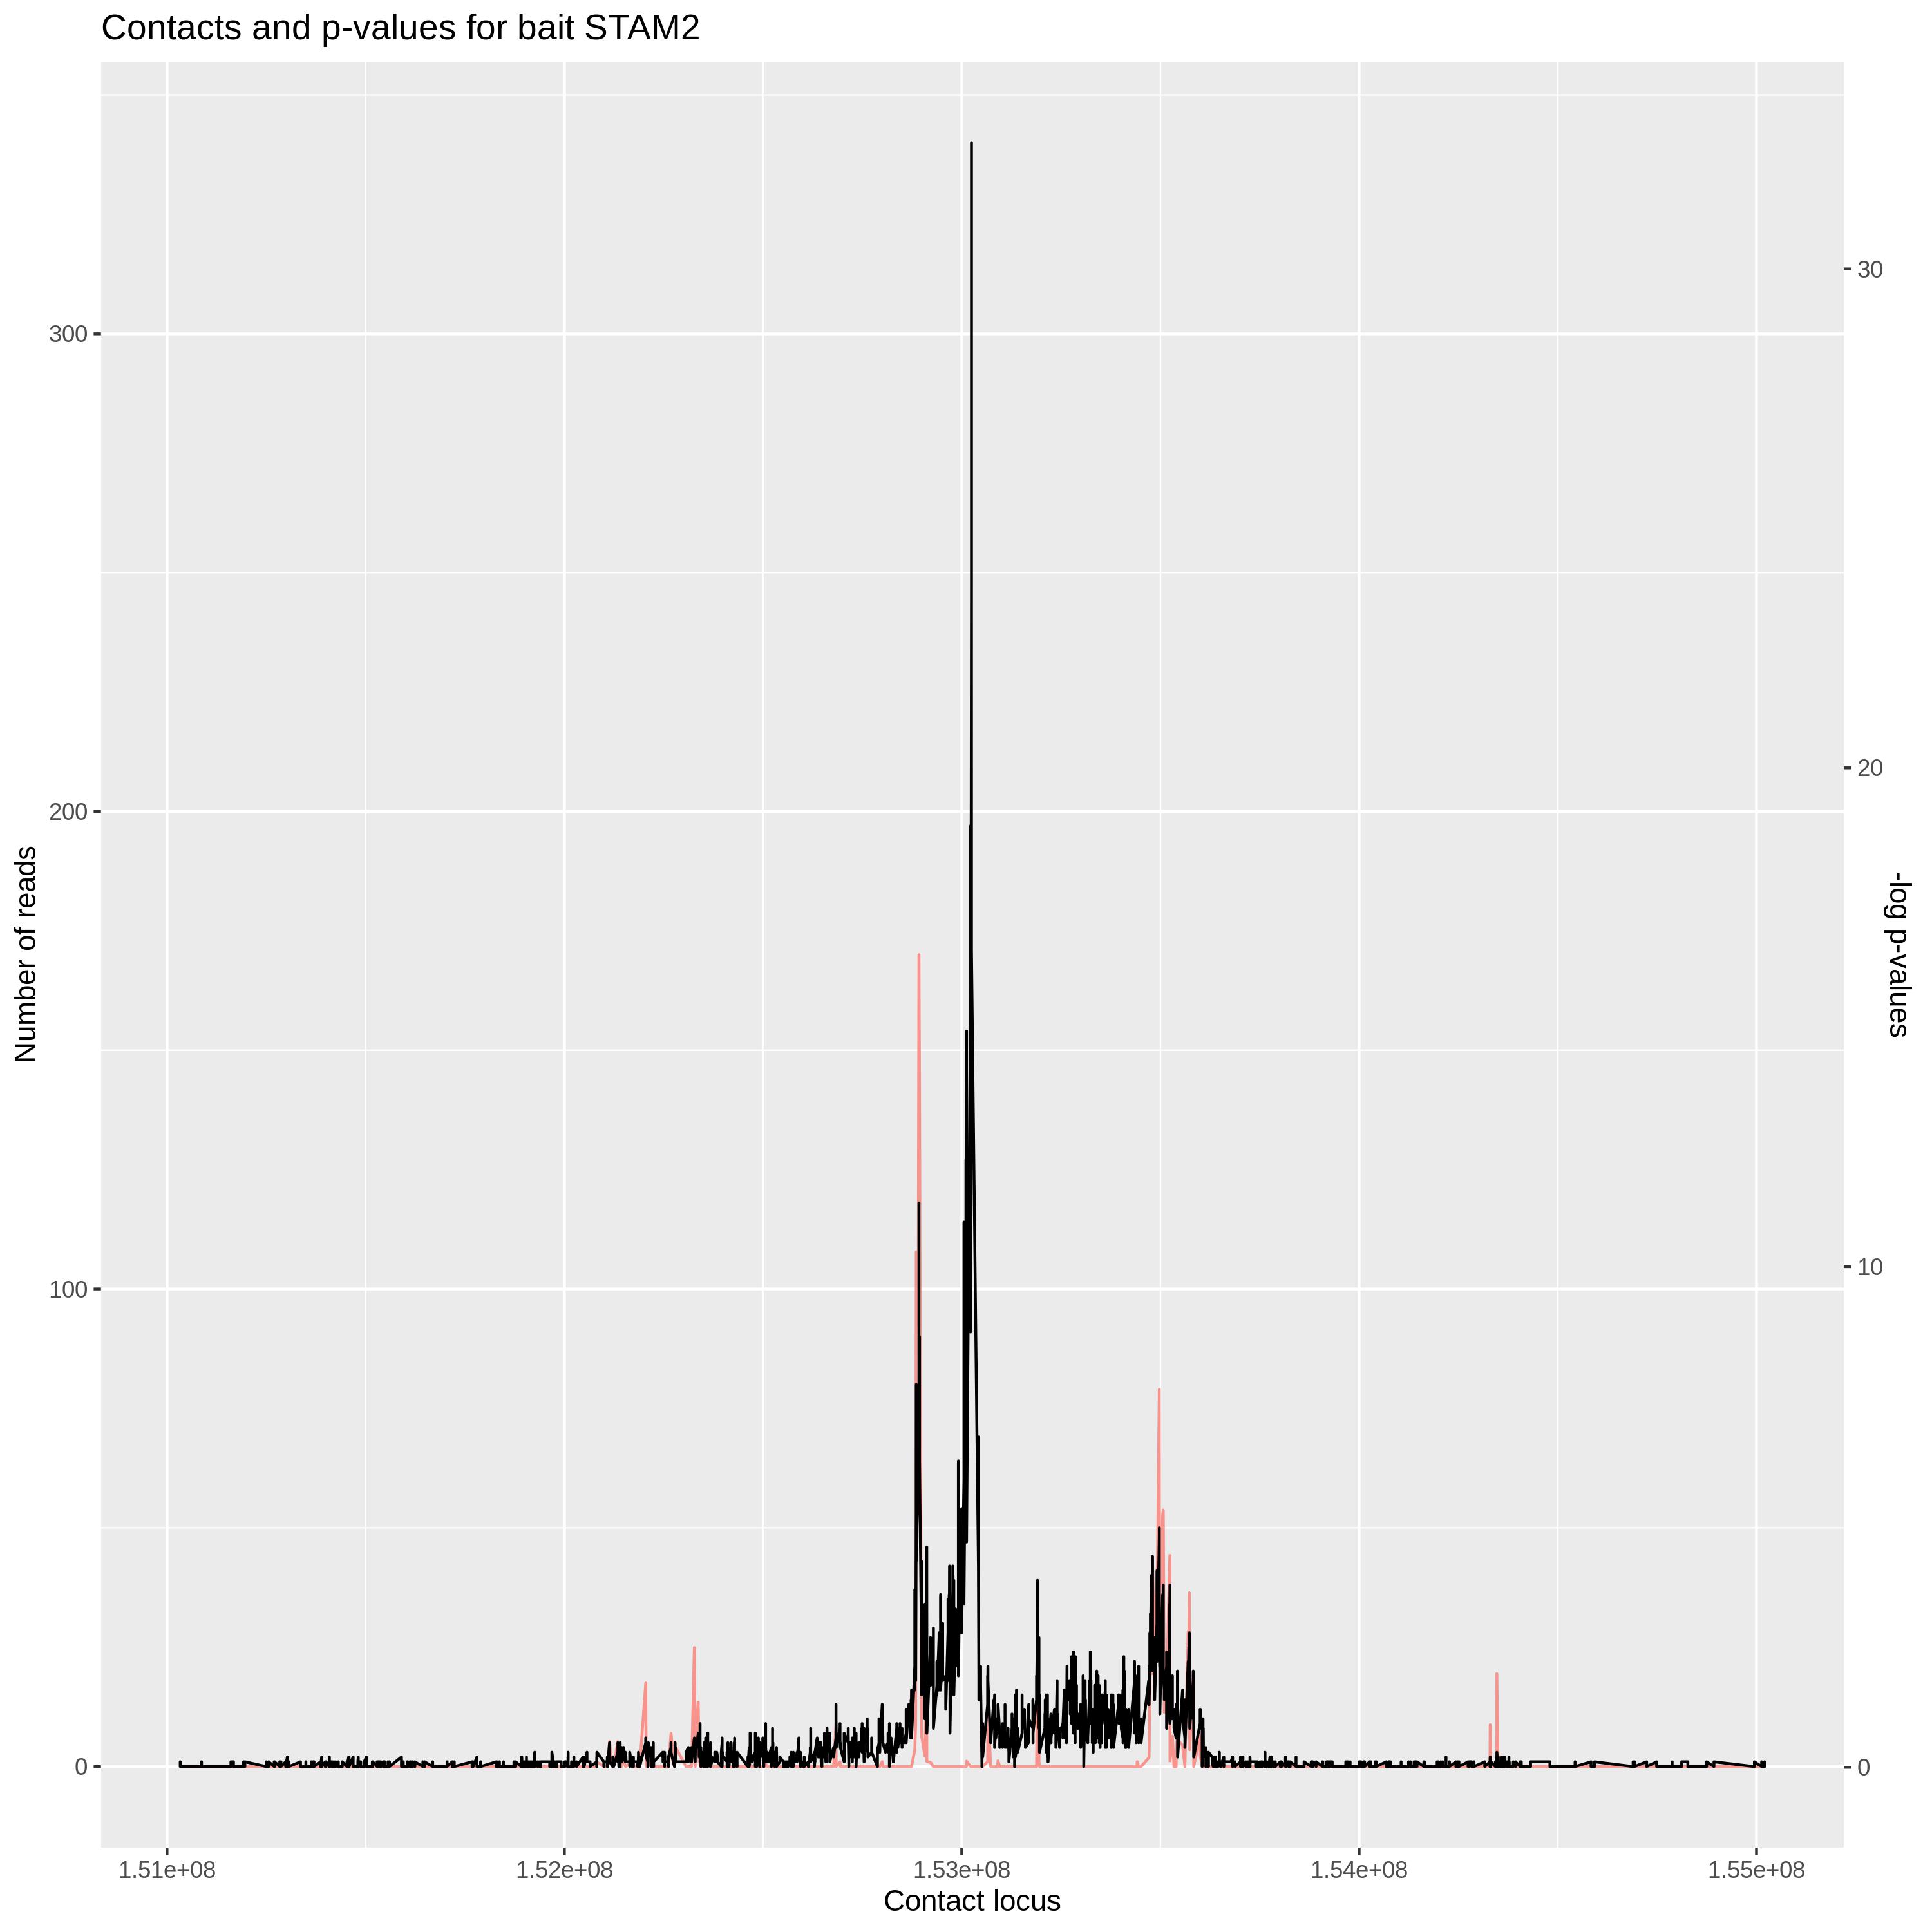 Contacts and p-values for bait STAM2
Number of reads
300
200
100
0
30
20
10
0
-log p-values
1.51e+08 1.52e+08 1.53e+08 1.54e+08 1.55e+08
Contact locus